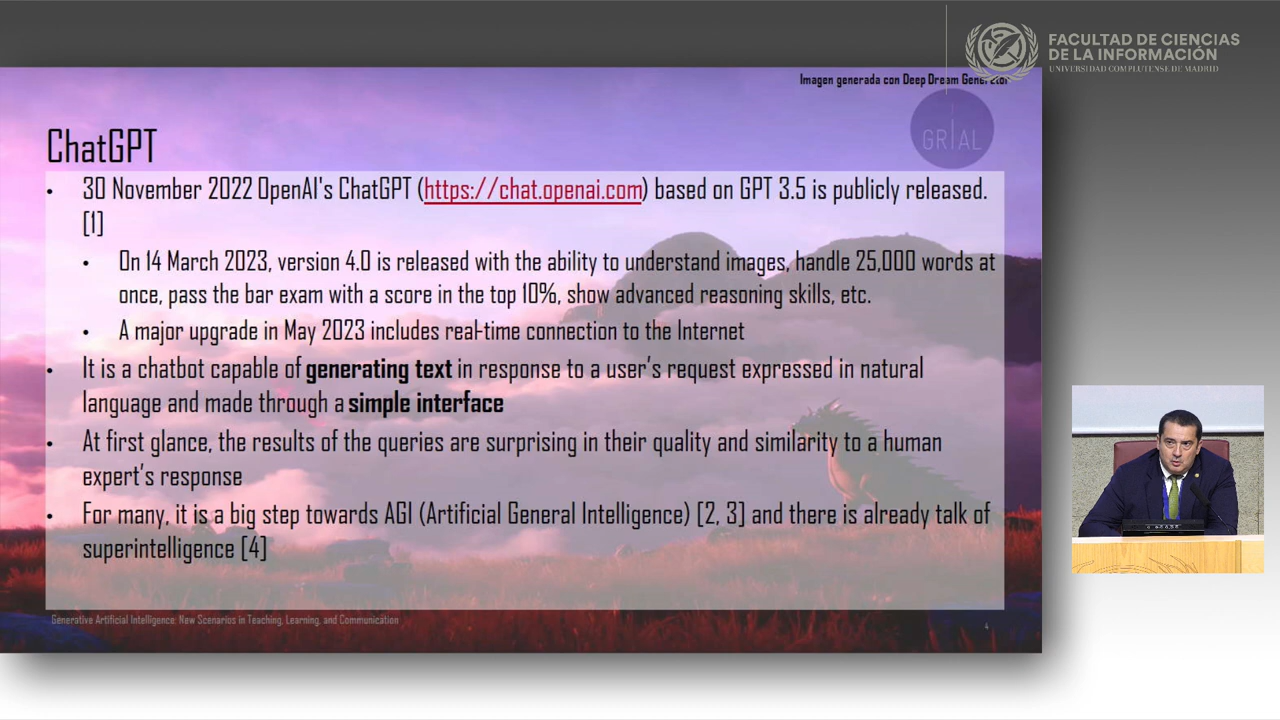 FACULTAD DE CIENCIAS
DE LA INFORMACIÓN
UNIVERSIDAD COMPLUTENSE DE MADRID
Imagen generada con Deep Dream Generator
GRIAL
ChatGPT
• 30 November 2022 OpenAI's ChatGPT (https://chat.openai.com) based on GPT 3.5 is publicly released.
[1]
• On 14 March 2023, version 4.0 is released with the ability to understand images, handle 25,000 words at
once, pass the bar exam with a score in the top 10%, show advanced reasoning skills, etc.
• A major upgrade in May 2023 includes real-time connection to the Internet
• It is a chatbot capable of generating text in response to a user's request expressed in natural
language and made through a simple interface
• At first glance, the results of the queries are surprising in their quality and similarity to a human
expert's response
• For many, it is a big step towards AGI (Artificial General Intelligence) [2, 3] and there is already talk of
superintelligence [4]
Generative Artificial Intelligence: New Scenarios in Teaching, Learning, and Communication
4